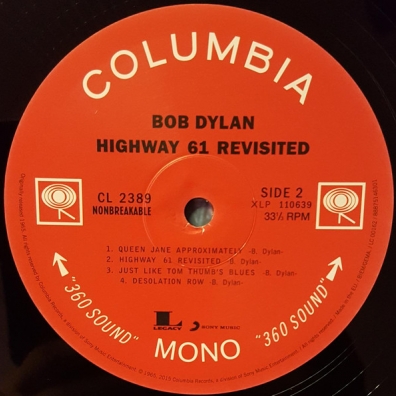 COLUMBIA
BOB DYLAN
HIGHWAY 61 REVISITED
CL 2389
NONBREAKABLE
SIDE 2
XLP 110639
33⅓ RPM
1. QUEEN JANE APPROXIMATELY -B. Dylan-
2. HIGHWAY 61 REVISITED -B. Dylan-
3. JUST LIKE TOM THUMB'S BLUES -B. Dylan-
4. DESOLATION ROW -B. Dylan-
"360 SOUND"
LEGACY
SONY MUSIC
"360 SOUND"
MONO